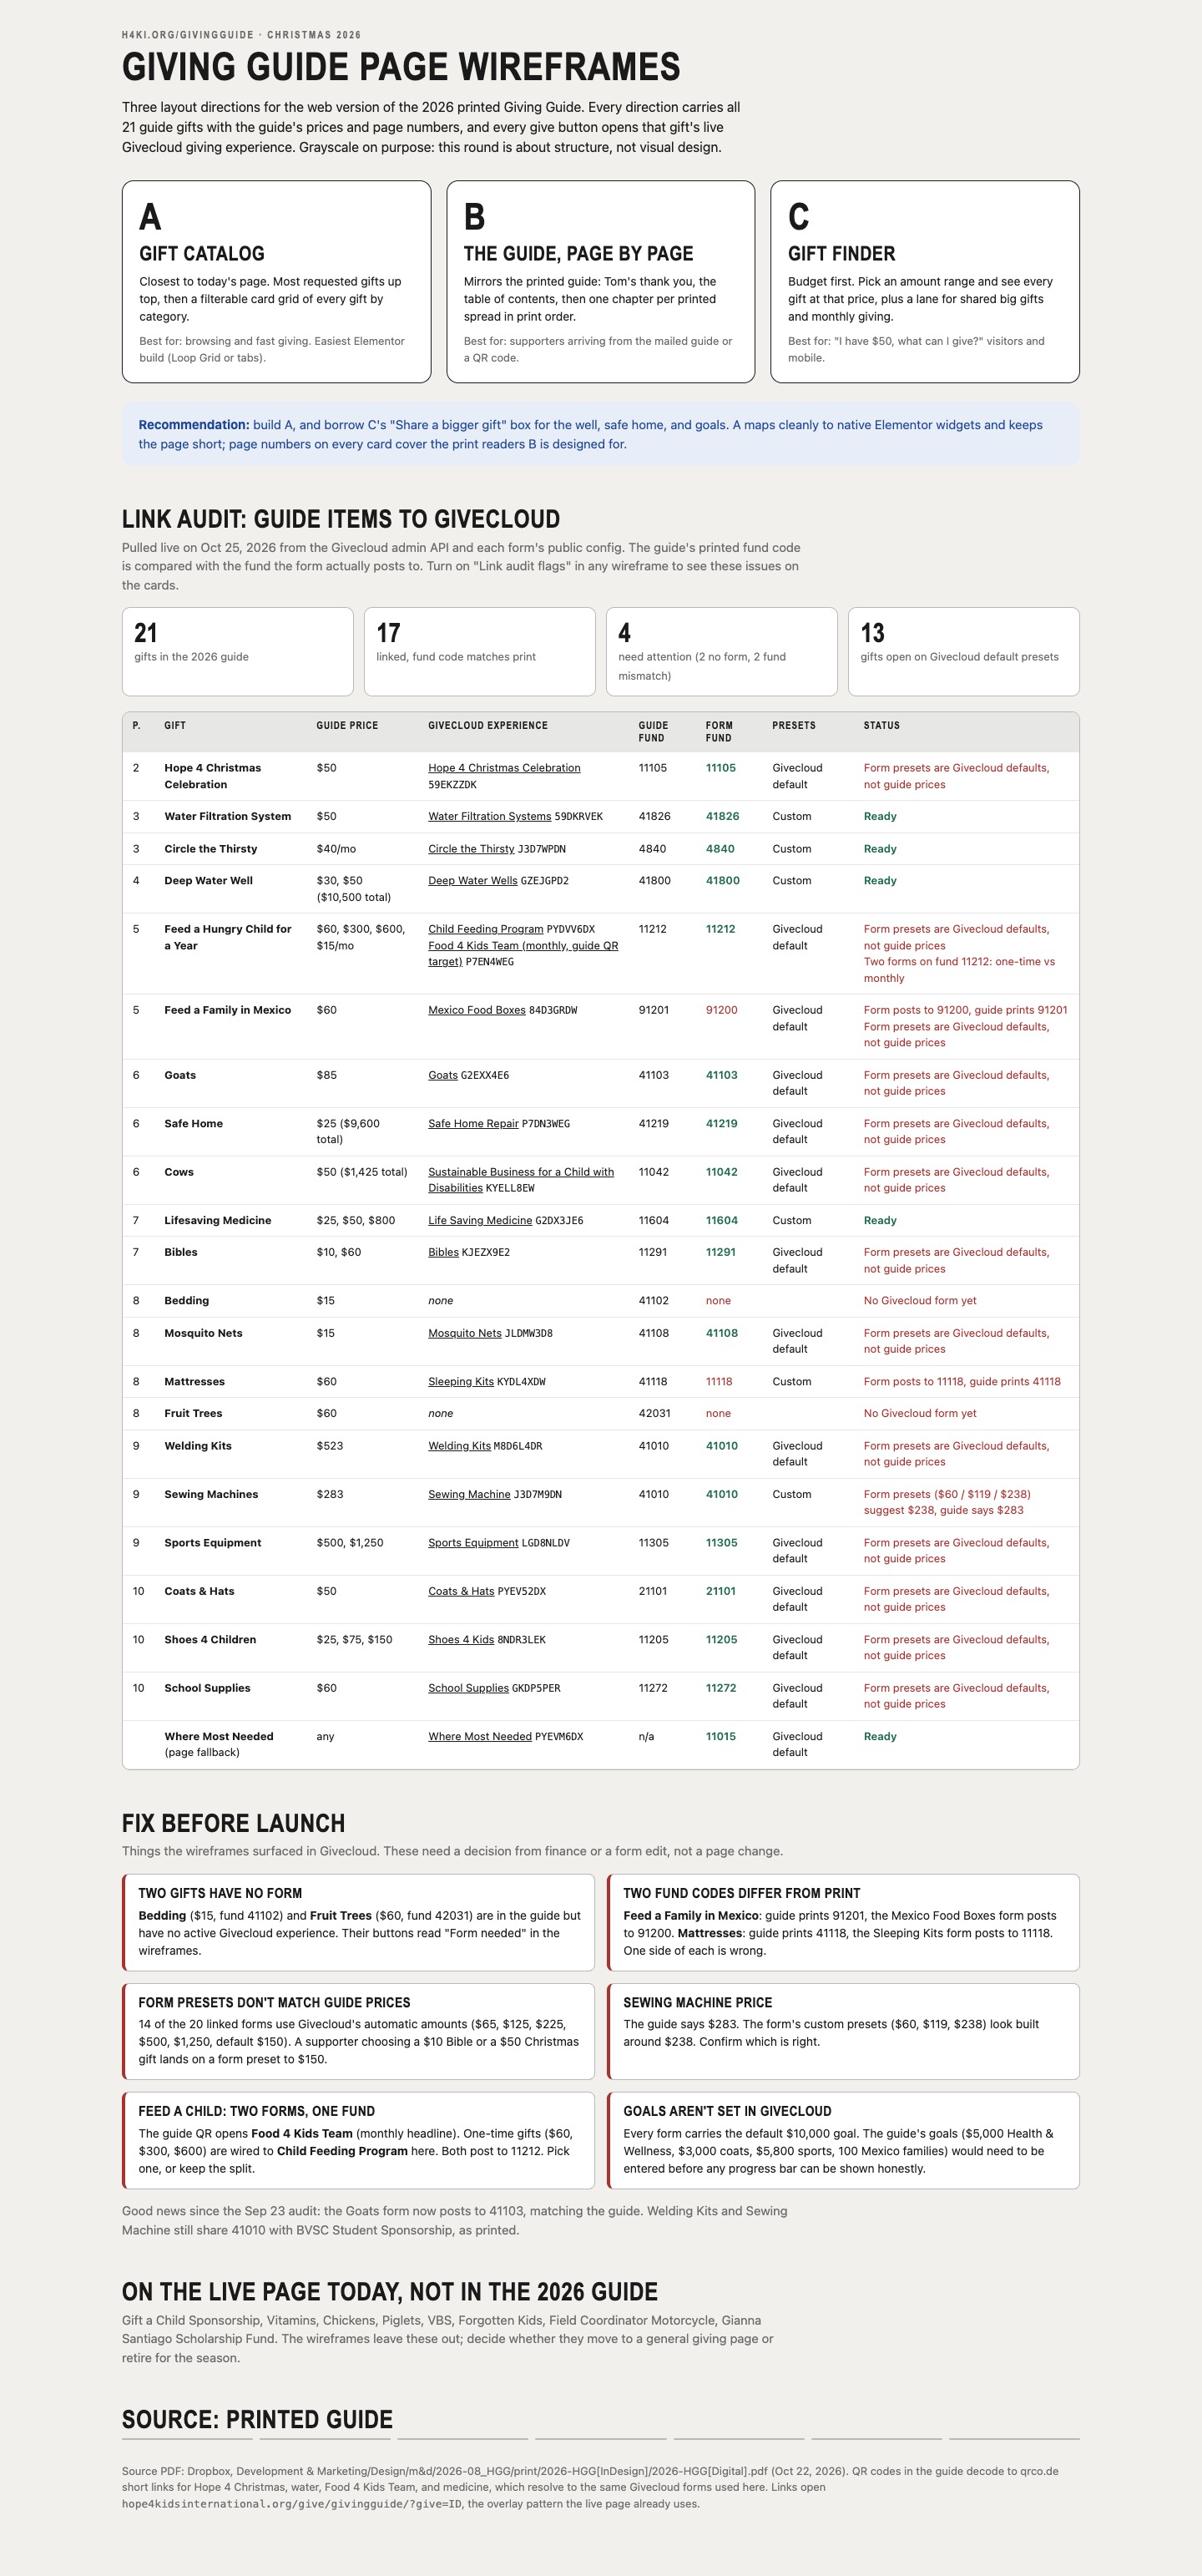 H4KI.ORG/GIVINGGUIDE · CHRISTMAS 2026
GIVING GUIDE PAGE WIREFRAMES
Three layout directions for the web version of the 2026 printed Giving Guide. Every direction carries all
21 guide gifts with the guide's prices and page numbers, and every give button opens that gift's live
Givecloud giving experience. Grayscale on purpose: this round is about structure, not visual design.
A
GIFT CATALOG
Closest to today's page. Most requested gifts up
top, then a filterable card grid of every gift by
category.
Best for: browsing and fast giving. Easiest Elementor
build (Loop Grid or tabs).
B
THE GUIDE, PAGE BY PAGE
Mirrors the printed guide: Tom's thank you, the
table of contents, then one chapter per printed
spread in print order.
Best for: supporters arriving from the mailed guide or
a QR code.
C
GIFT FINDER
Budget first. Pick an amount range and see every
gift at that price, plus a lane for shared big gifts
and monthly giving.
Best for: "I have $50, what can I give?" visitors and
mobile.
Recommendation: build A, and borrow C's "Share a bigger gift" box for the well, safe home, and goals. A maps cleanly to native Elementor widgets and keeps
the page short; page numbers on every card cover the print readers B is designed for.
LINK AUDIT: GUIDE ITEMS TO GIVECLOUD
Pulled live on Oct 25, 2026 from the Givecloud admin API and each form's public config. The guide's printed fund code
is compared with the fund the form actually posts to. Turn on "Link audit flags" in any wireframe to see these issues on
the cards.
21
gifts in the 2026 guide
17
linked, fund code matches print
4
need attention (2 no form, 2 fund
mismatch)
13
gifts open on Givecloud default presets
P. GIFT GUIDE PRICE GIVECLOUD EXPERIENCE GUIDE FUND FORM FUND PRESETS STATUS
2 Hope 4 Christmas Celebration $50 Hope 4 Christmas Celebration 59EKZZDK 11105 11105 Givecloud default Form presets are Givecloud defaults, not guide prices
3 Water Filtration System $50 Water Filtration Systems 59DKRVEK 41826 41826 Custom Ready
3 Circle the Thirsty $40/mo Circle the Thirsty J3D7WPDN 4840 4840 Custom Ready
4 Deep Water Well $30, $50 ($10,500 total) Deep Water Wells GZEJGPD2 41800 41800 Custom Ready
5 Feed a Hungry Child for a Year $60, $300, $600, $15/mo Child Feeding Program PYDVV6DX Food 4 Kids Team (monthly, guide QR target) P7EN4WEG 11212 11212 Givecloud default Form presets are Givecloud defaults, not guide prices Two forms on fund 11212: one-time vs monthly
5 Feed a Family in Mexico $60 Mexico Food Boxes 84D3GRDW 91201 91200 Givecloud default Form posts to 91200, guide prints 91201 Form presets are Givecloud defaults, not guide prices
6 Goats $85 Goats G2EXX4E6 41103 41103 Givecloud default Form presets are Givecloud defaults, not guide prices
6 Safe Home $25 ($9,600 total) Safe Home Repair P7DN3WEG 41219 41219 Givecloud default Form presets are Givecloud defaults, not guide prices
6 Cows $50 ($1,425 total) Sustainable Business for a Child with Disabilities KYELL8EW 11042 11042 Givecloud default Form presets are Givecloud defaults, not guide prices
7 Lifesaving Medicine $25, $50, $800 Life Saving Medicine G2DX3JE6 11604 11604 Custom Ready
7 Bibles $10, $60 Bibles KJEZX9E2 11291 11291 Givecloud default Form presets are Givecloud defaults, not guide prices
8 Bedding $15 none 41102 none No Givecloud form yet
8 Mosquito Nets $15 Mosquito Nets JLDMW3D8 41108 41108 Givecloud default Form presets are Givecloud defaults, not guide prices
8 Mattresses $60 Sleeping Kits KYDL4XDW 41118 11118 Custom Form posts to 11118, guide prints 41118
8 Fruit Trees $60 none 42031 none No Givecloud form yet
9 Welding Kits $523 Welding Kits M8D6L4DR 41010 41010 Givecloud default Form presets are Givecloud defaults, not guide prices
9 Sewing Machines $283 Sewing Machine J3D7M9DN 41010 41010 Custom Form presets ($60 / $119 / $238) suggest $238, guide says $283
9 Sports Equipment $500, $1,250 Sports Equipment LGD8NLDV 11305 11305 Givecloud default Form presets are Givecloud defaults, not guide prices
10 Coats & Hats $50 Coats & Hats PYEV52DX 21101 21101 Givecloud default Form presets are Givecloud defaults, not guide prices
10 Shoes 4 Children $25, $75, $150 Shoes 4 Kids 8NDR3LEK 11205 11205 Givecloud default Form presets are Givecloud defaults, not guide prices
10 School Supplies $60 School Supplies GKDP5PER 11272 11272 Givecloud default Form presets are Givecloud defaults, not guide prices
Where Most Needed (page fallback) any Where Most Needed PYEVM6DX n/a 11015 Givecloud default Ready
FIX BEFORE LAUNCH
Things the wireframes surfaced in Givecloud. These need a decision from finance or a form edit, not a page change.
TWO GIFTS HAVE NO FORM
Bedding ($15, fund 41102) and Fruit Trees ($60, fund 42031) are in the guide but
have no active Givecloud experience. Their buttons read "Form needed" in the
wireframes.
TWO FUND CODES DIFFER FROM PRINT
Feed a Family in Mexico: guide prints 91201, the Mexico Food Boxes form posts
to 91200. Mattresses: guide prints 41118, the Sleeping Kits form posts to 11118.
One side of each is wrong.
FORM PRESETS DON'T MATCH GUIDE PRICES
14 of the 20 linked forms use Givecloud's automatic amounts ($65, $125, $225,
$500, $1,250, default $150). A supporter choosing a $10 Bible or a $50 Christmas
gift lands on a form preset to $150.
SEWING MACHINE PRICE
The guide says $283. The form's custom presets ($60, $119, $238) look built
around $238. Confirm which is right.
FEED A CHILD: TWO FORMS, ONE FUND
The guide QR opens Food 4 Kids Team (monthly headline). One-time gifts ($60,
$300, $600) are wired to Child Feeding Program here. Both post to 11212. Pick
one, or keep the split.
GOALS AREN'T SET IN GIVECLOUD
Every form carries the default $10,000 goal. The guide's goals ($5,000 Health &
Wellness, $3,000 coats, $5,800 sports, 100 Mexico families) would need to be
entered before any progress bar can be shown honestly.
Good news since the Sep 23 audit: the Goats form now posts to 41103, matching the guide. Welding Kits and Sewing
Machine still share 41010 with BVSC Student Sponsorship, as printed.
ON THE LIVE PAGE TODAY, NOT IN THE 2026 GUIDE
Gift a Child Sponsorship, Vitamins, Chickens, Piglets, VBS, Forgotten Kids, Field Coordinator Motorcycle, Gianna
Santiago Scholarship Fund. The wireframes leave these out; decide whether they move to a general giving page or
retire for the season.
SOURCE: PRINTED GUIDE
Source PDF: Dropbox, Development & Marketing/Design/m&d/2026-08_HGG/print/2026-HGG[InDesign]/2026-HGG[Digital].pdf (Oct 22, 2026). QR codes in the guide decode to qrco.de
short links for Hope 4 Christmas, water, Food 4 Kids Team, and medicine, which resolve to the same Givecloud forms used here. Links open
hope4kidsinternational.org/give/givingguide/?give=ID, the overlay pattern the live page already uses.